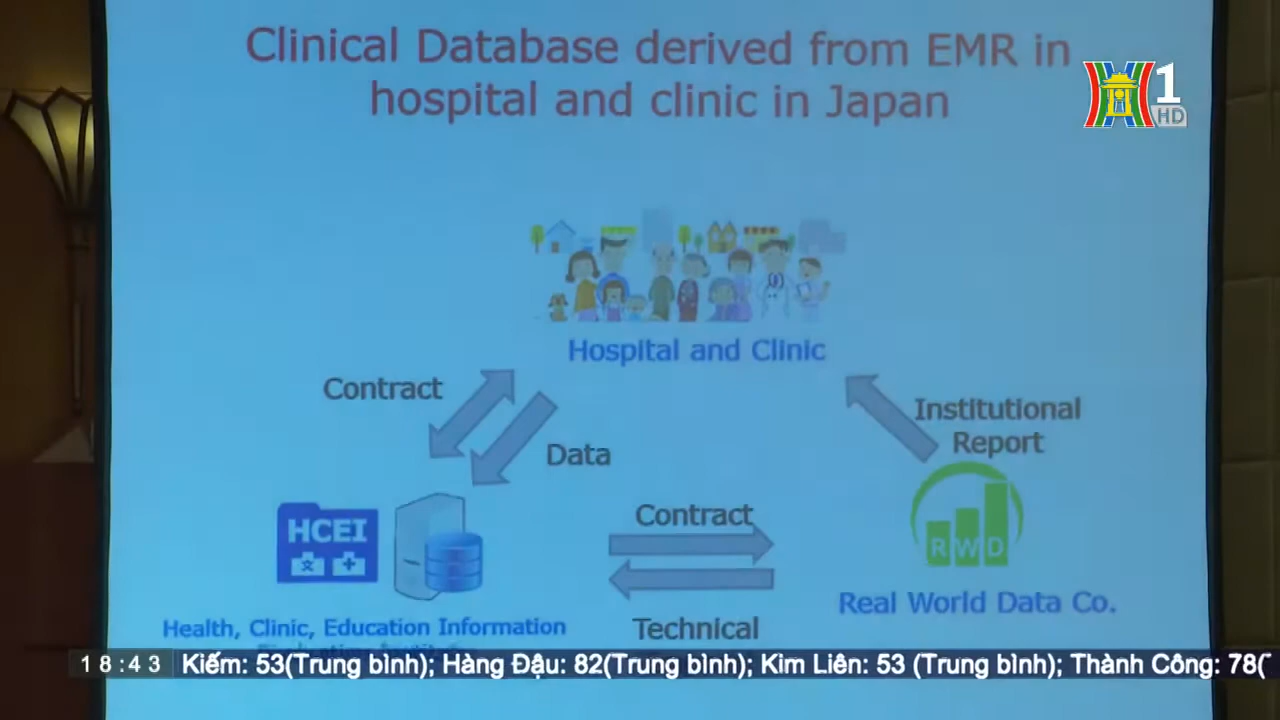 Clinical Database derived from EMR in
hospital and clinic in Japan
1
HD
Hospital and Clinic
Contract
Data
Institutional
Report
HCEI
文
Contract
RWD
Real World Data Co.
Health, Clinic, Education Information
Technical
18:43 Kiếm: 53(Trung bình); Hàng Đậu: 82(Trung bình); Kim Liên: 53 (Trung bình); Thành Công: 78(